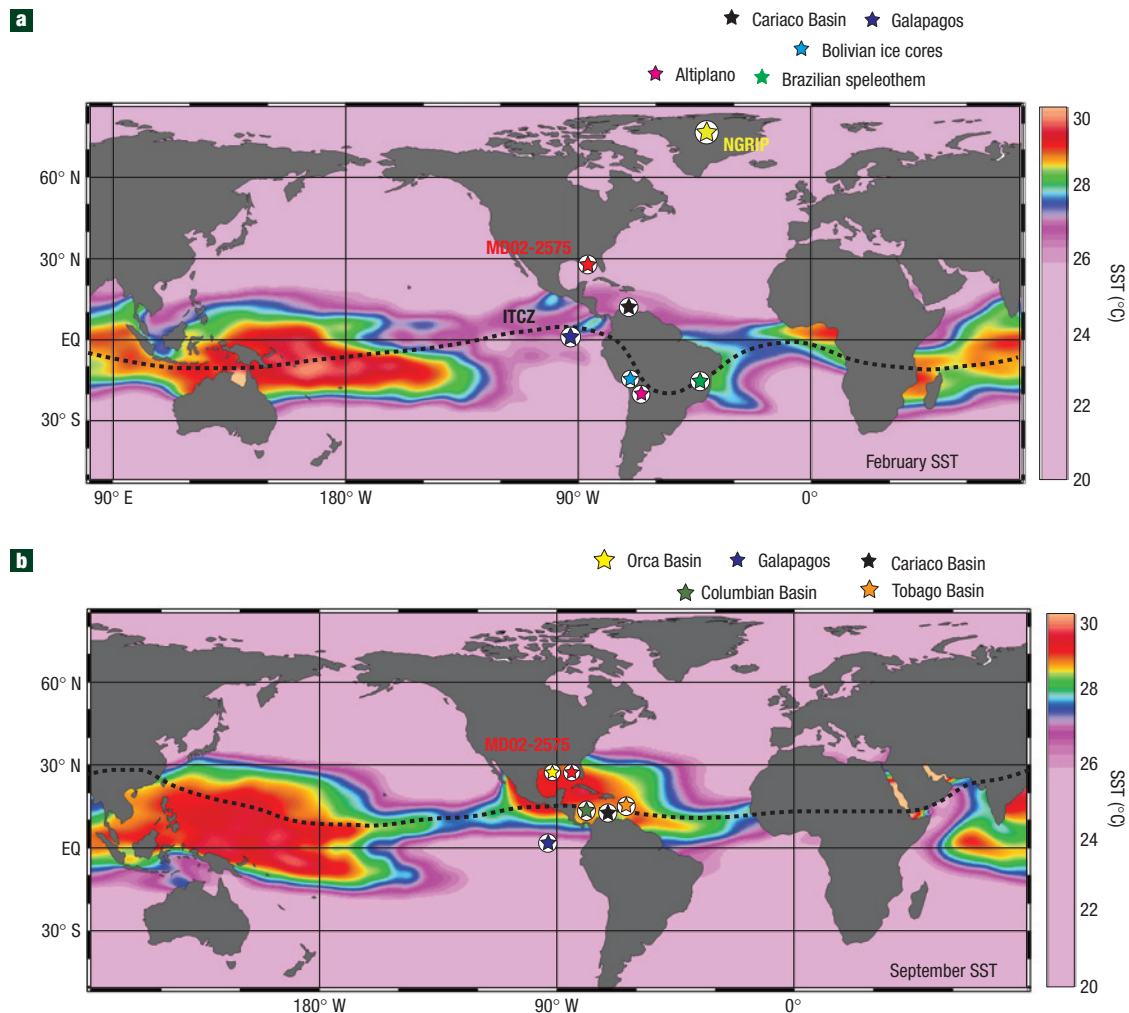 a
Cariaco Basin Galapagos
Bolivian ice cores
Altiplano Brazilian speleothem
NGRIP
60° N
MD02-2575
30° N
ITCZ
EQ
30° S
February SST
90° E 180° W 90° W 0°
30
28
26
24
22
20
SST (°C)
b
Orca Basin Galapagos Cariaco Basin
Columbian Basin Tobago Basin
60° N
MD02-2575
30° N
EQ
30° S
September SST
180° W 90° W 0°
30
28
26
24
22
20
SST (°C)